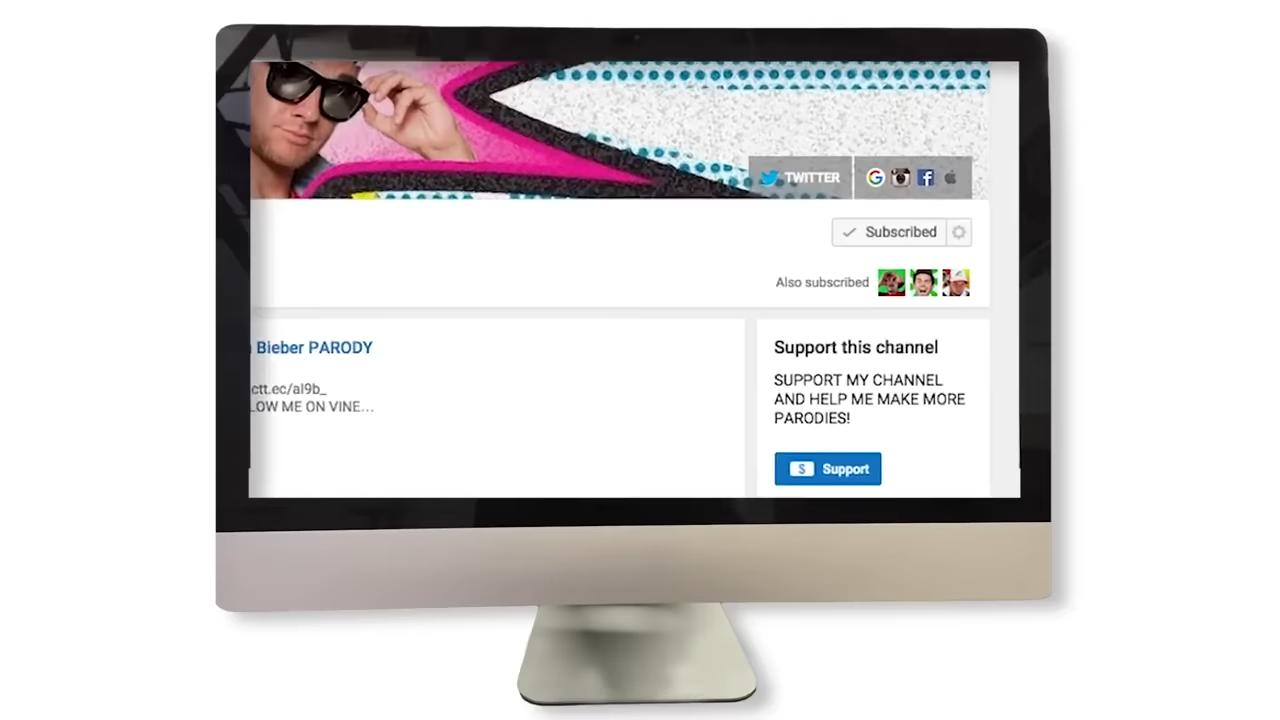 TWITTER
Subscribed
Also subscribed
Bieber PARODY
ctt.ec/al9b_
LOW ME ON VINE...
Support this channel
SUPPORT MY CHANNEL
AND HELP ME MAKE MORE
PARODIES!
$ Support